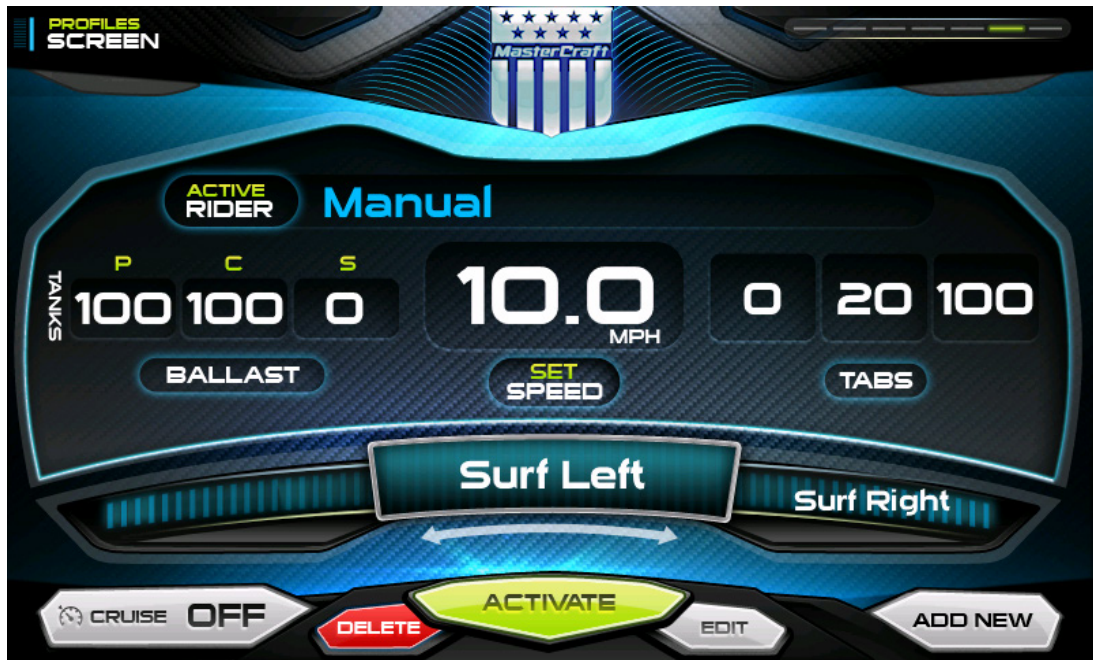 PROFILES
SCREEN
MasterCraft
ACTIVE
RIDER
Manual
TANKS
P C S
100 100 0
10.0
MPH
0 20 100
BALLAST
SET
SPEED
TABS
Surf Left
Surf Right
CRUISE OFF
DELETE
ACTIVATE
EDIT
ADD NEW